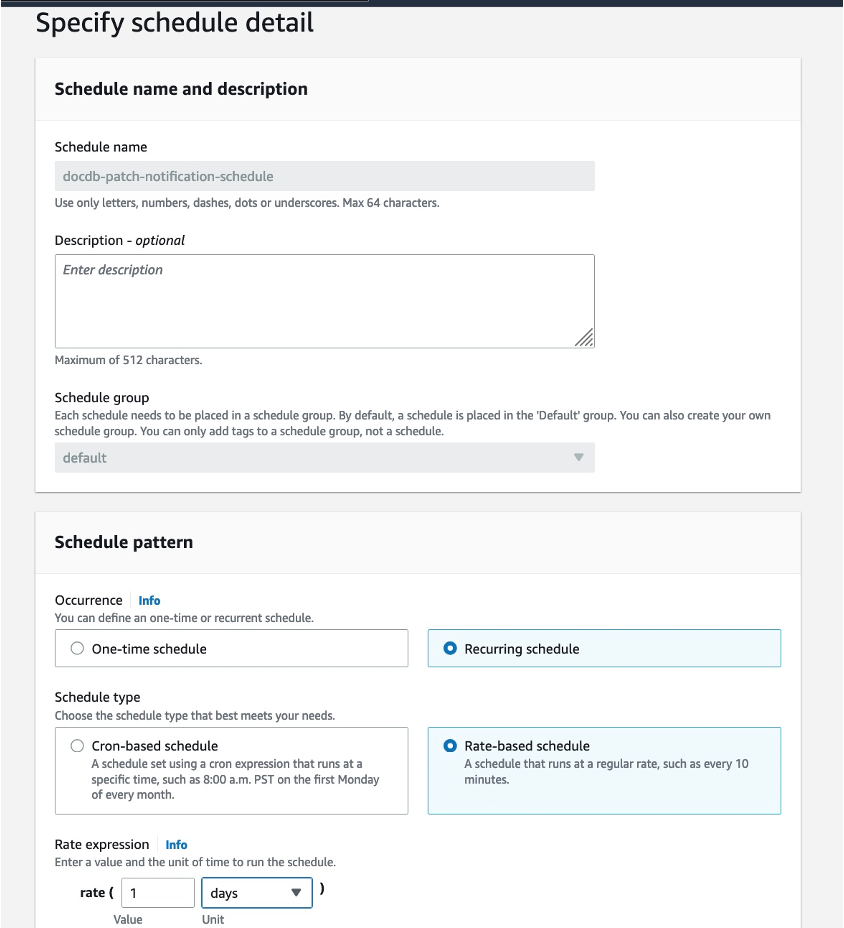 Specify schedule detail
Schedule name and description
Schedule name
docdb-patch-notification-schedule
Use only letters, numbers, dashes, dots or underscores. Max 64 characters.
Description - optional
Enter description
Maximum of 512 characters.
Schedule group
Each schedule needs to be placed in a schedule group. By default, a schedule is placed in the 'Default' group. You can also create your own
schedule group. You can only add tags to a schedule group, not a schedule.
default
Schedule pattern
Occurrence Info
You can define an one-time or recurrent schedule.
One-time schedule
Recurring schedule
Schedule type
Choose the schedule type that best meets your needs.
Cron-based schedule
A schedule set using a cron expression that runs at a
specific time, such as 8:00 a.m. PST on the first Monday
of every month.
Rate-based schedule
A schedule that runs at a regular rate, such as every 10
minutes.
Rate expression Info
Enter a value and the unit of time to run the schedule.
rate ( 1 days )
Value Unit